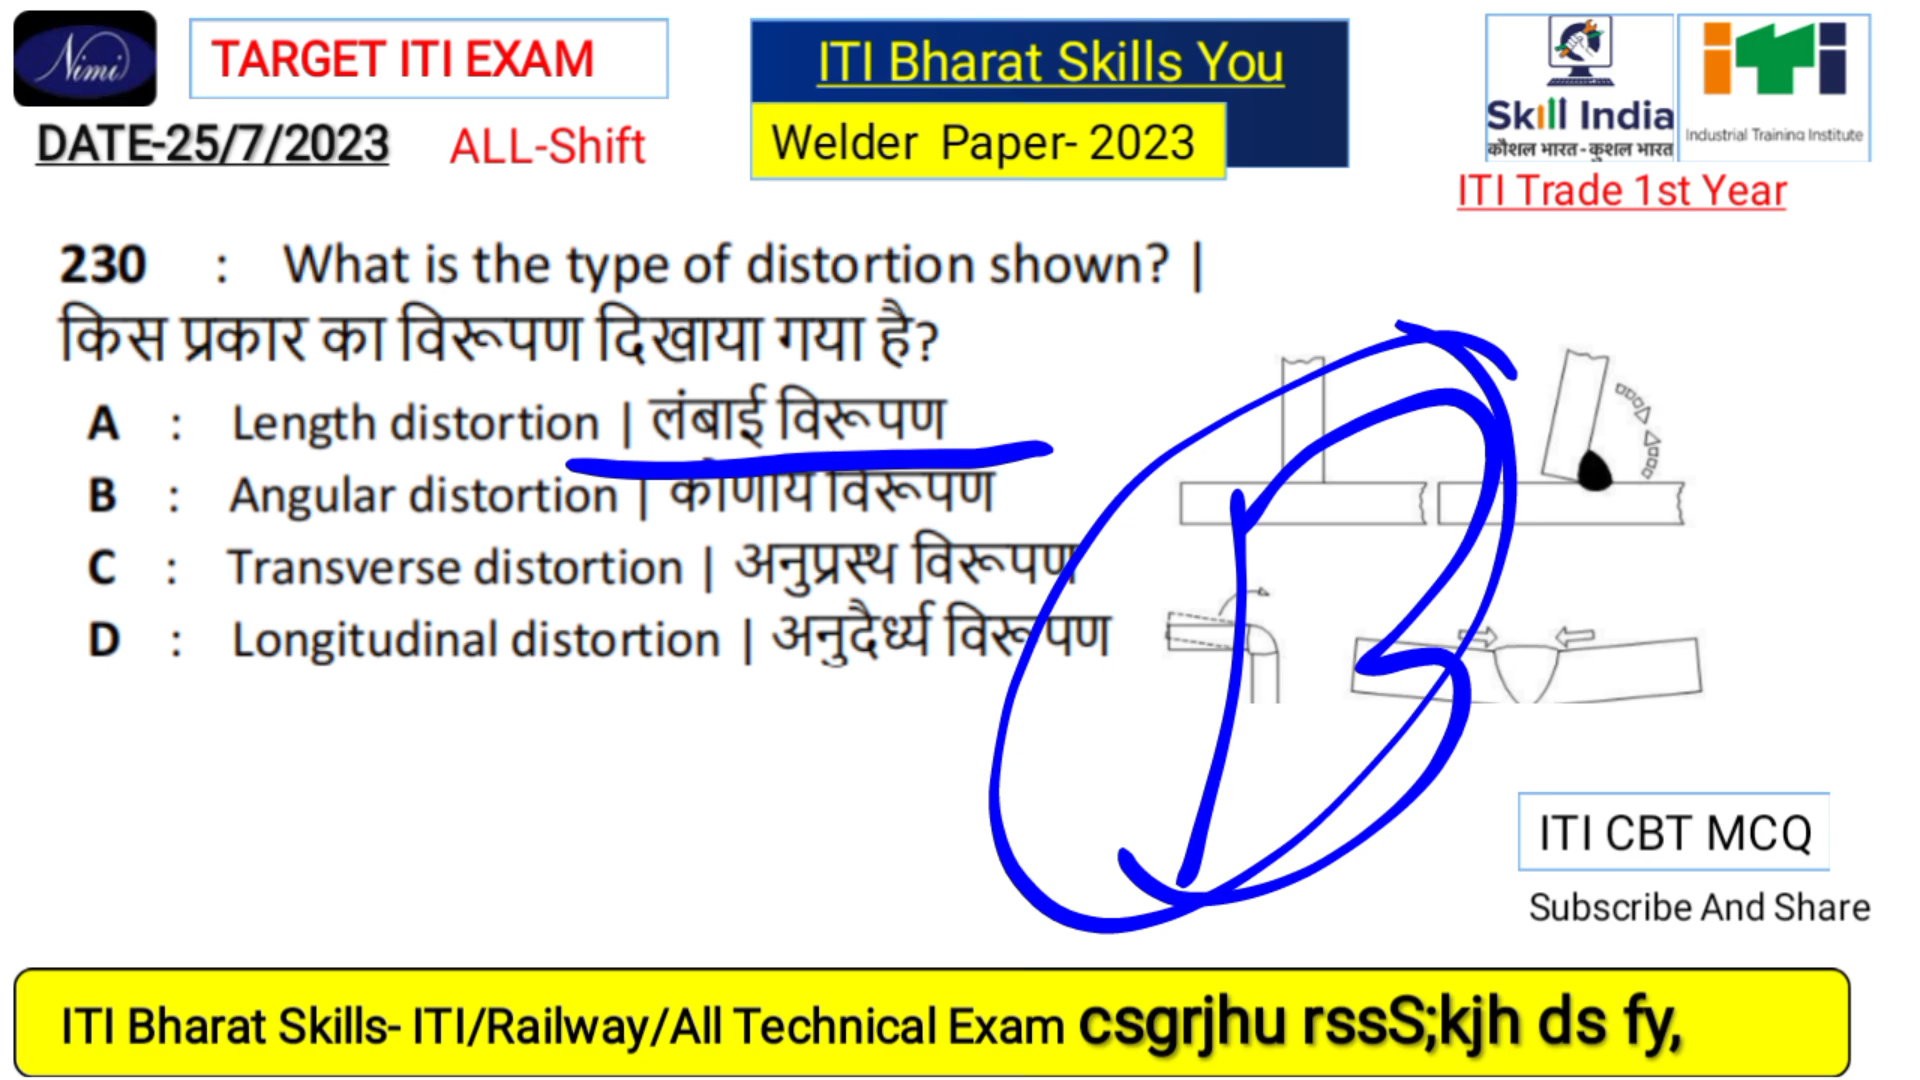 Nimi
TARGET ITI EXAM
ITI Bharat Skills You
Skill India
कौशल भारत - कुशल भारत
iTi
Industrial Training Institute
DATE-25/7/2023 ALL-Shift
Welder Paper- 2023
ITI Trade 1st Year
230 : What is the type of distortion shown? |
किस प्रकार का विरूपण दिखाया गया है?
A : Length distortion | लंबाई विरूपण
B : Angular distortion | कोणीय विरूपण
C : Transverse distortion | अनुप्रस्थ विरूपण
D : Longitudinal distortion | अनुदैर्ध्य विरूपण
B
ITI CBT MCQ
Subscribe And Share
ITI Bharat Skills- ITI/Railway/All Technical Exam csgrjhu rssS;kjh ds fy,